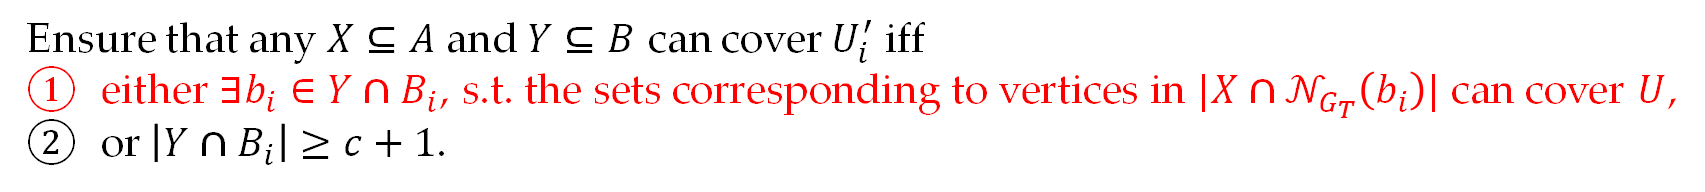 Ensure that any X ⊆ A and Y ⊆ B can cover U′ᵢ iff
① either ∃bᵢ ∈ Y ∩ Bᵢ, s.t. the sets corresponding to vertices in |X ∩ 𝒩_{G_T}(bᵢ)| can cover U,
② or |Y ∩ Bᵢ| ≥ c + 1.